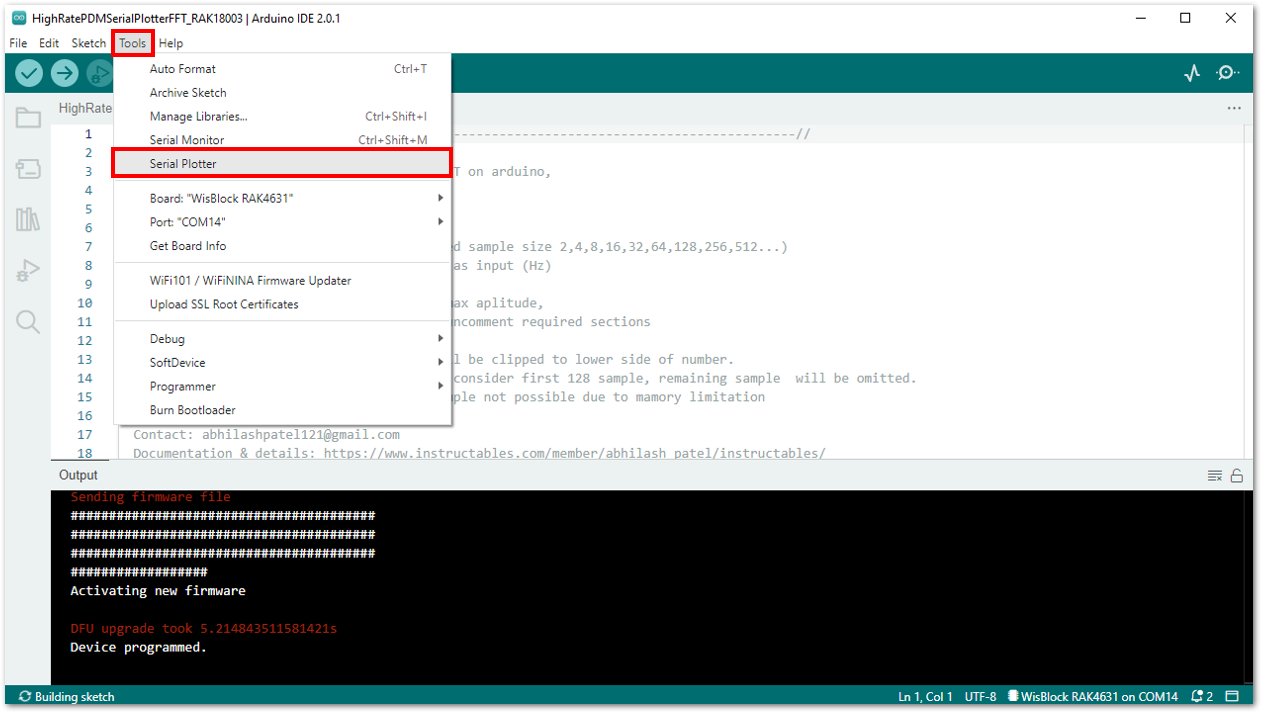 HighRatePDMSerialPlotterFFT_RAK18003 | Arduino IDE 2.0.1
File Edit Sketch Tools Help
Auto Format Ctrl+T
Archive Sketch
Manage Libraries... Ctrl+Shift+I
Serial Monitor Ctrl+Shift+M
Serial Plotter
Board: "WisBlock RAK4631"
Port: "COM14"
Get Board Info
WiFi101 / WiFiNINA Firmware Updater
Upload SSL Root Certificates
Debug
SoftDevice
Programmer
Burn Bootloader
HighRate
1 ---------------------------------------------//
2
3 T on arduino,
4
5
6
7 d sample size 2,4,8,16,32,64,128,256,512...)
8 as input (Hz)
9
10 ax aplitude,
11 ncomment required sections
12
13 l be clipped to lower side of number.
14 consider first 128 sample, remaining sample will be omitted.
15 ple not possible due to mamory limitation
16
17 Contact: abhilashpatel121@gmail.com
18 Documentation & details: https://www.instructables.com/member/abhilash_patel/instructables/
Output
Sending firmware file
########################################
########################################
########################################
##################
Activating new firmware
DFU upgrade took 5.214843511581421s
Device programmed.
Building sketch Ln 1, Col 1 UTF-8 WisBlock RAK4631 on COM14 2